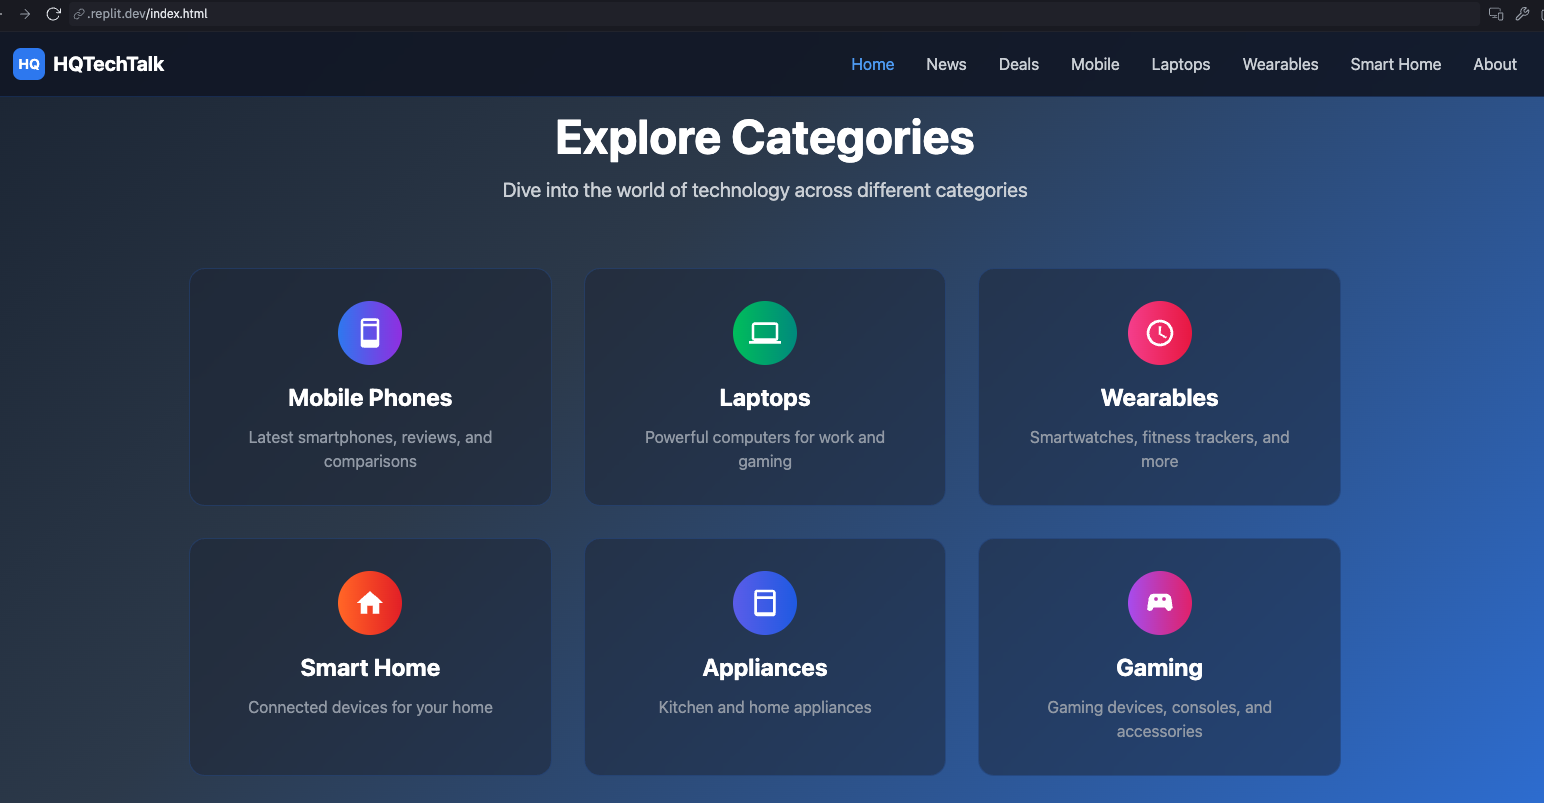 .replit.dev/index.html
HQ HQTechTalk Home News Deals Mobile Laptops Wearables Smart Home About
Explore Categories
Dive into the world of technology across different categories
Mobile Phones
Latest smartphones, reviews, and
comparisons
Laptops
Powerful computers for work and
gaming
Wearables
Smartwatches, fitness trackers, and
more
Smart Home
Connected devices for your home
Appliances
Kitchen and home appliances
Gaming
Gaming devices, consoles, and
accessories